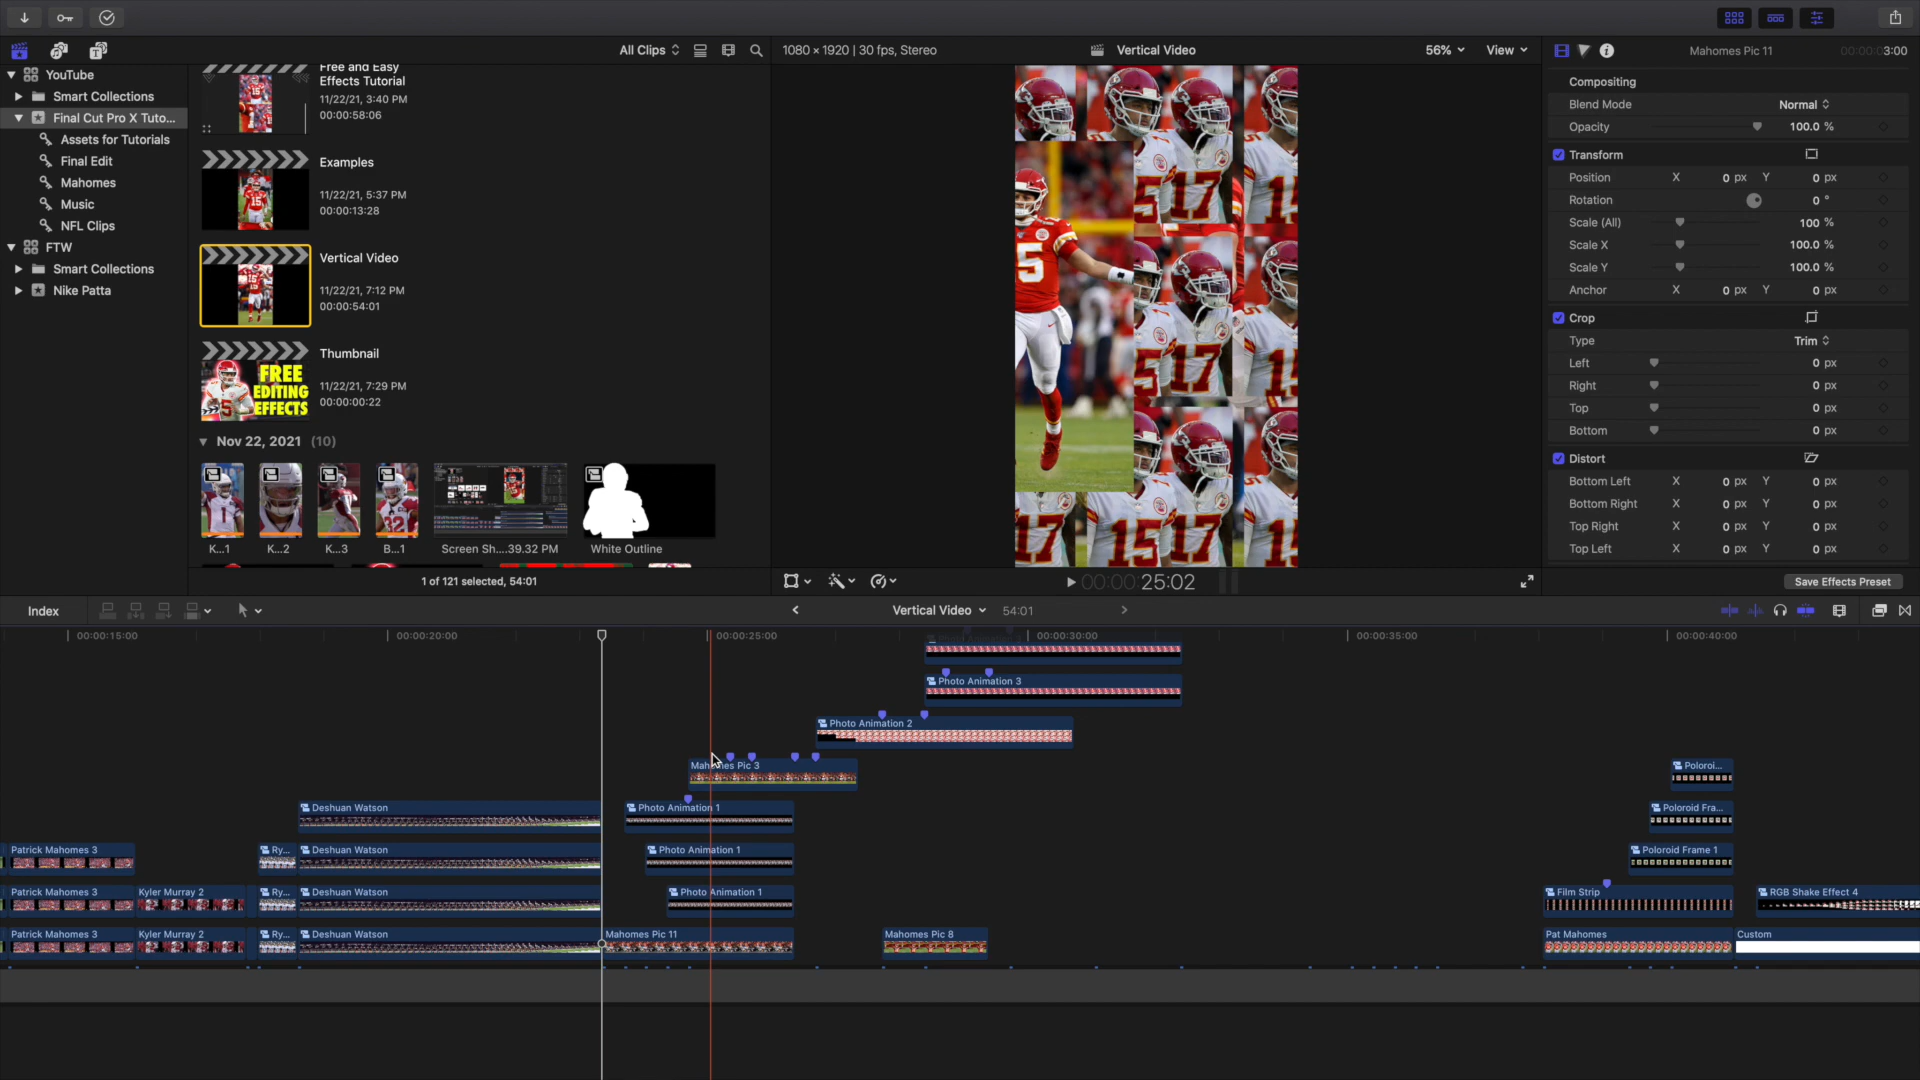 All Clips
1080 × 1920 | 30 fps, Stereo
Vertical Video
56%
View
Mahomes Pic 11
00:00:03:00
YouTube
Smart Collections
Final Cut Pro X Tuto...
Assets for Tutorials
Final Edit
Mahomes
Music
NFL Clips
FTW
Smart Collections
Nike Patta
Free and Easy
Effects Tutorial
11/22/21, 3:40 PM
00:00:58:06
Examples
11/22/21, 5:37 PM
00:00:13:28
Vertical Video
11/22/21, 7:12 PM
00:00:54:01
Thumbnail
11/22/21, 7:29 PM
00:00:00:22
FREE
EDITING
EFFECTS
Nov 22, 2021 (10)
K...1
K...2
K...3
B...1
Screen Sh....39.32 PM
White Outline
1 of 121 selected, 54:01
00:00:25:02
Compositing
Blend Mode Normal
Opacity 100.0 %
Transform
Position X 0 px Y 0 px
Rotation 0 °
Scale (All) 100 %
Scale X 100.0 %
Scale Y 100.0 %
Anchor X 0 px Y 0 px
Crop
Type Trim
Left 0 px
Right 0 px
Top 0 px
Bottom 0 px
Distort
Bottom Left X 0 px Y 0 px
Bottom Right X 0 px Y 0 px
Top Right X 0 px Y 0 px
Top Left X 0 px Y 0 px
Save Effects Preset
Index
Vertical Video
54:01
00:00:15:00
00:00:20:00
00:00:25:00
00:00:30:00
00:00:35:00
00:00:40:00
Photo Animation 3
Photo Animation 2
Mahomes Pic 3
Poloroi...
Deshuan Watson
Photo Animation 1
Poloroid Fra...
Patrick Mahomes 3
Deshuan Watson
Photo Animation 1
Poloroid Frame 1
Patrick Mahomes 3
Kyler Murray 2
Ry...
Deshuan Watson
Photo Animation 1
Film Strip
RGB Shake Effect 4
Patrick Mahomes 3
Kyler Murray 2
Ry...
Deshuan Watson
Mahomes Pic 11
Mahomes Pic 8
Pat Mahomes
Custom
Ry...
15
17